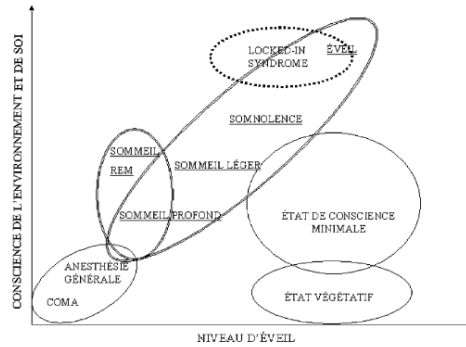 CONSCIENCE DE L'ENVIRONNEMENT ET DE SOI
LOCKED-IN
SYNDROME
ÉVEIL
SOMNOLENCE
SOMMEIL
REM
SOMMEIL LÉGER
SOMMEIL PROFOND
ÉTAT DE CONSCIENCE
MINIMALE
ANESTHÉSIE
GÉNÉRALE
COMA
ÉTAT VÉGÉTATIF
NIVEAU D'ÉVEIL